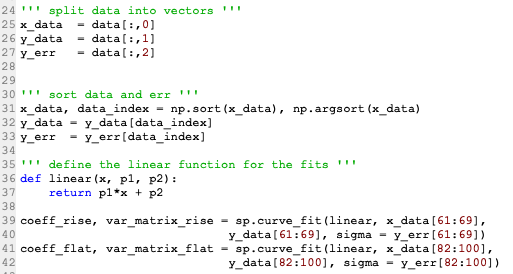 24 ''' split data into vectors '''
25 x_data  = data[:,0]
26 y_data  = data[:,1]
27 y_err   = data[:,2]
28
29
30 ''' sort data and err '''
31 x_data, data_index = np.sort(x_data), np.argsort(x_data)
32 y_data = y_data[data_index]
33 y_err  = y_err[data_index]
34
35 ''' define the linear function for the fits '''
36 def linear(x, p1, p2):
37     return p1*x + p2
38
39 coeff_rise, var_matrix_rise = sp.curve_fit(linear, x_data[61:69],
40                               y_data[61:69], sigma = y_err[61:69])
41 coeff_flat, var_matrix_flat = sp.curve_fit(linear, x_data[82:100],
42                               y_data[82:100], sigma = y_err[82:100])